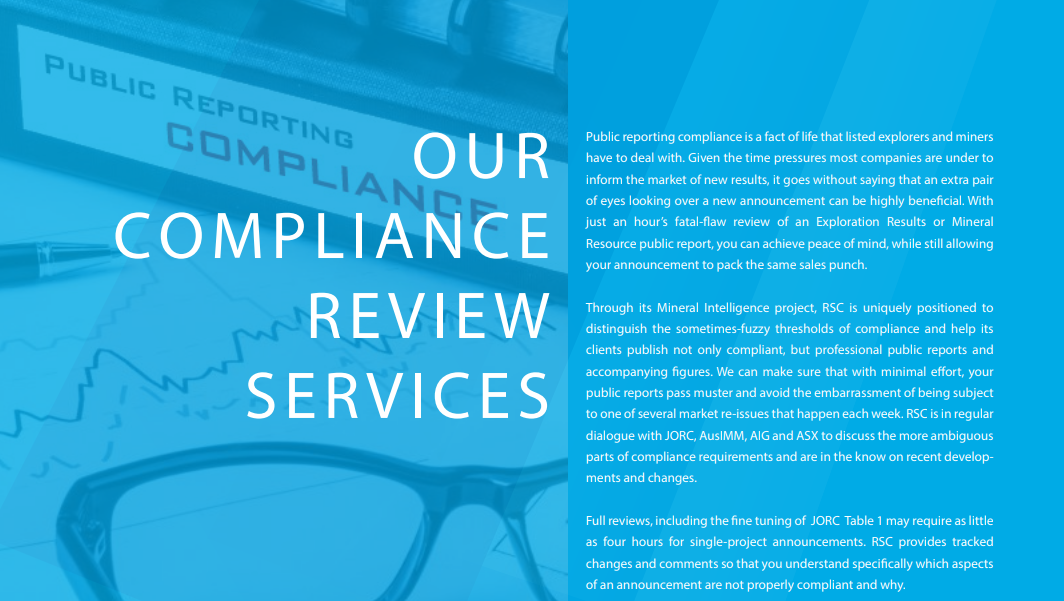 PUBLIC REPORTING
COMPLIANCE
OUR
COMPLIANCE
REVIEW
SERVICES
Public reporting compliance is a fact of life that listed explorers and miners
have to deal with. Given the time pressures most companies are under to
inform the market of new results, it goes without saying that an extra pair
of eyes looking over a new announcement can be highly beneficial. With
just an hour's fatal-flaw review of an Exploration Results or Mineral
Resource public report, you can achieve peace of mind, while still allowing
your announcement to pack the same sales punch.
Through its Mineral Intelligence project, RSC is uniquely positioned to
distinguish the sometimes-fuzzy thresholds of compliance and help its
clients publish not only compliant, but professional public reports and
accompanying figures. We can make sure that with minimal effort, your
public reports pass muster and avoid the embarrassment of being subject
to one of several market re-issues that happen each week. RSC is in regular
dialogue with JORC, AusIMM, AIG and ASX to discuss the more ambiguous
parts of compliance requirements and are in the know on recent develop-
ments and changes.
Full reviews, including the fine tuning of JORC Table 1 may require as little
as four hours for single-project announcements. RSC provides tracked
changes and comments so that you understand specifically which aspects
of an announcement are not properly compliant and why.